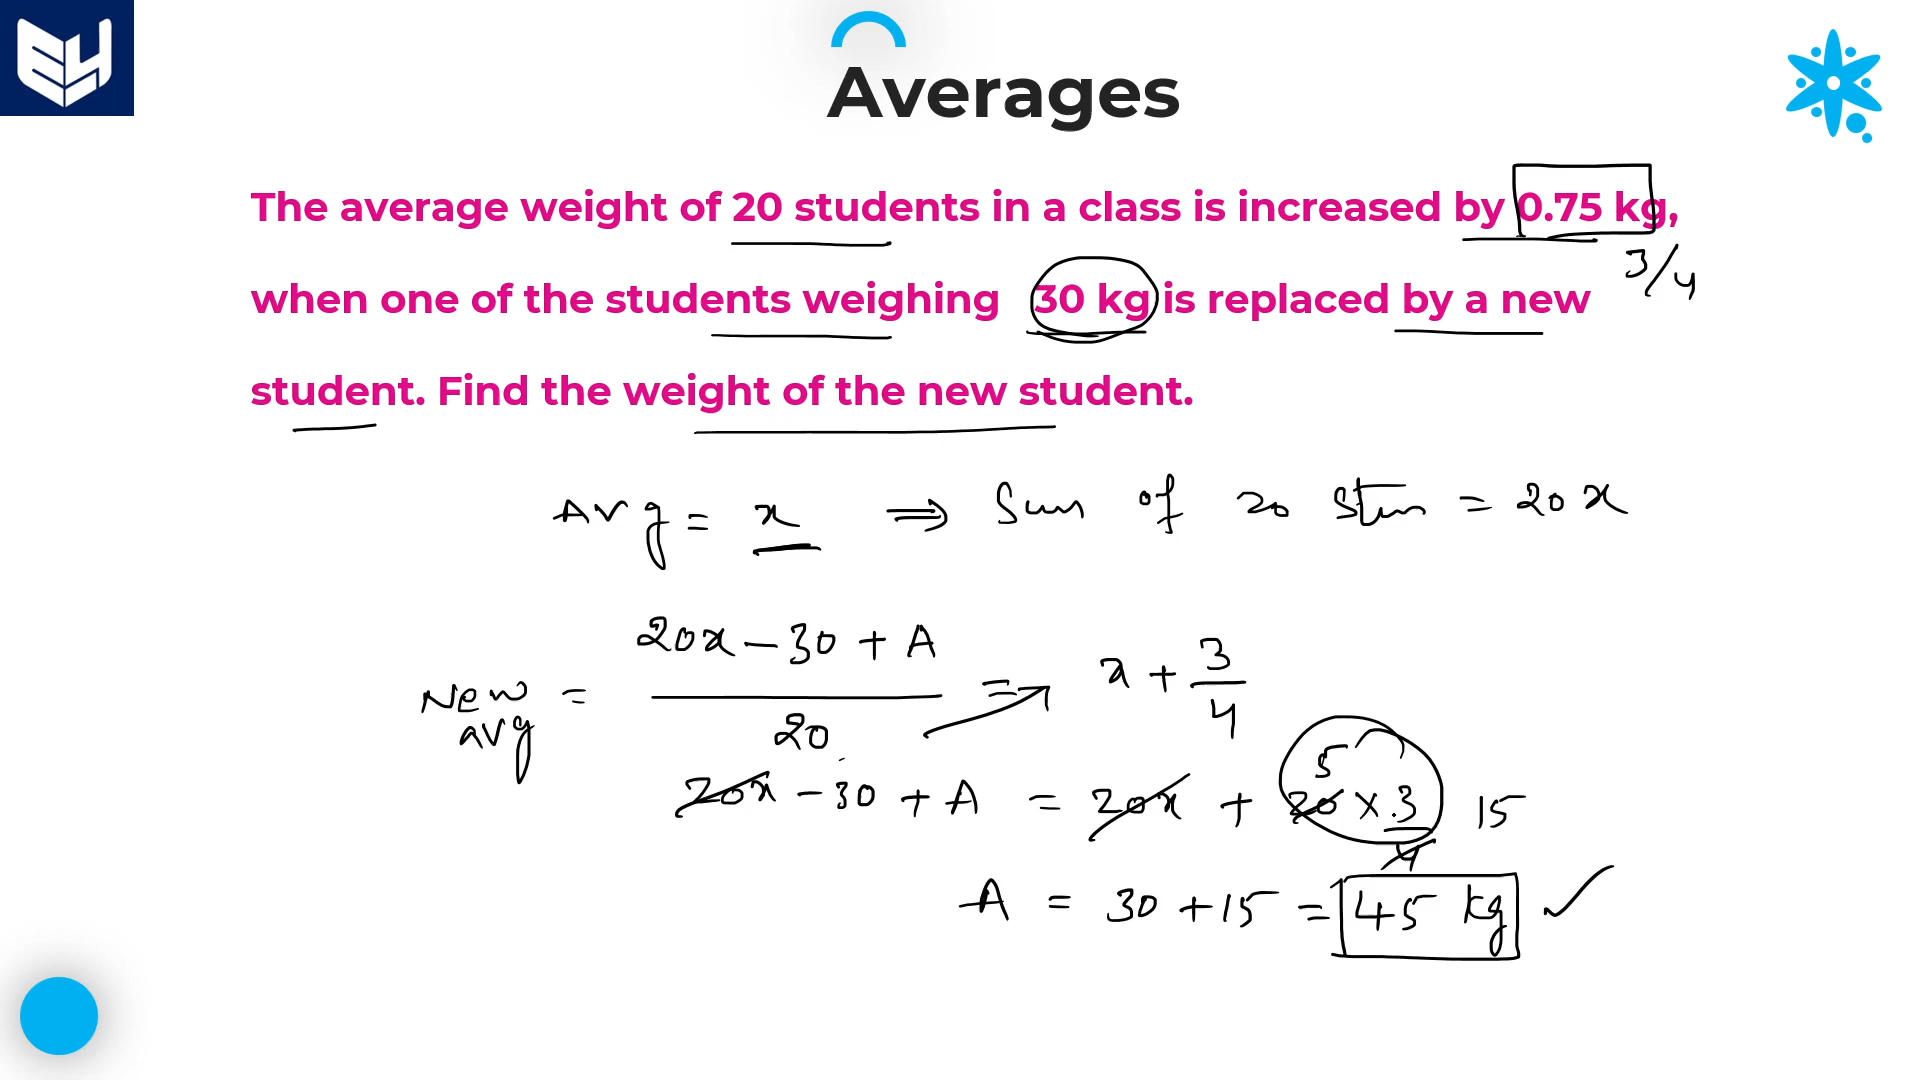 EY
Averages
The average weight of 20 students in a class is increased by 0.75 kg,
3/4
when one of the students weighing 30 kg is replaced by a new
student. Find the weight of the new student.
Avg = x ⇒ Sum of 20 = 20x
20x - 30 + A
New avg = = x + 3/4
20
5
20x - 30 + A = 20x + 20 × 3 15
4
A = 30 + 15 = 45 kg ✓